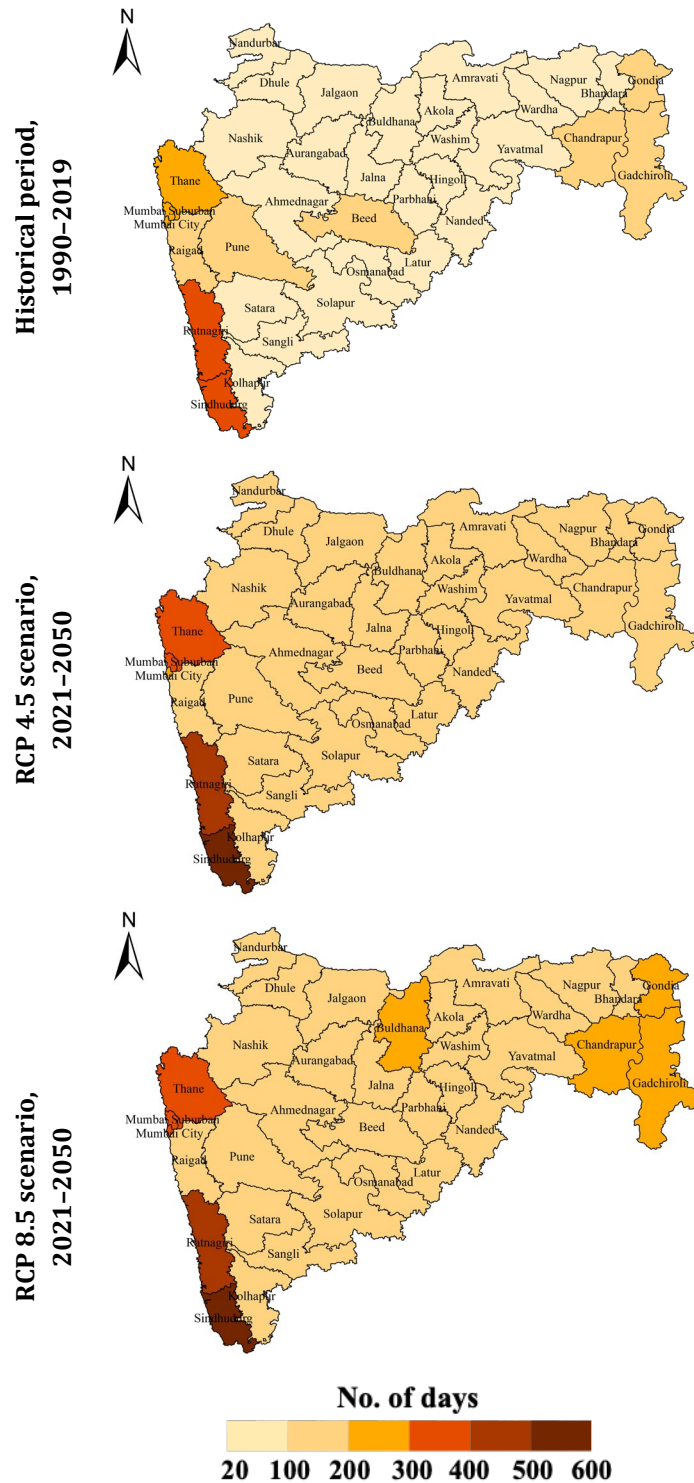 Historical period,
1990–2019
N
Nandurbar
Dhule
Jalgaon
Buldhana
Akola
Amravati
Nagpur
Gondia
Bhandara
Wardha
Washim
Yavatmal
Chandrapur
Gadchiroli
Nashik
Aurangabad
Jalna
Hingoli
Parbhani
Nanded
Thane
Mumbai Suburban
Mumbai City
Ahmednagar
Beed
Raigad
Pune
Latur
Osmanabad
Solapur
Satara
Ratnagiri
Sangli
Kolhapur
Sindhudurg
RCP 4.5 scenario,
2021–2050
N
Nandurbar
Dhule
Jalgaon
Buldhana
Akola
Amravati
Nagpur
Gondia
Bhandara
Wardha
Washim
Yavatmal
Chandrapur
Gadchiroli
Nashik
Aurangabad
Jalna
Hingoli
Parbhani
Nanded
Thane
Mumbai Suburban
Mumbai City
Ahmednagar
Beed
Raigad
Pune
Latur
Osmanabad
Solapur
Satara
Ratnagiri
Sangli
Kolhapur
Sindhudurg
RCP 8.5 scenario,
2021–2050
N
Nandurbar
Dhule
Jalgaon
Buldhana
Akola
Amravati
Nagpur
Gondia
Bhandara
Wardha
Washim
Yavatmal
Chandrapur
Gadchiroli
Nashik
Aurangabad
Jalna
Hingoli
Parbhani
Nanded
Thane
Mumbai Suburban
Mumbai City
Ahmednagar
Beed
Raigad
Pune
Latur
Osmanabad
Solapur
Satara
Ratnagiri
Sangli
Kolhapur
Sindhudurg
No. of days
20 100 200 300 400 500 600